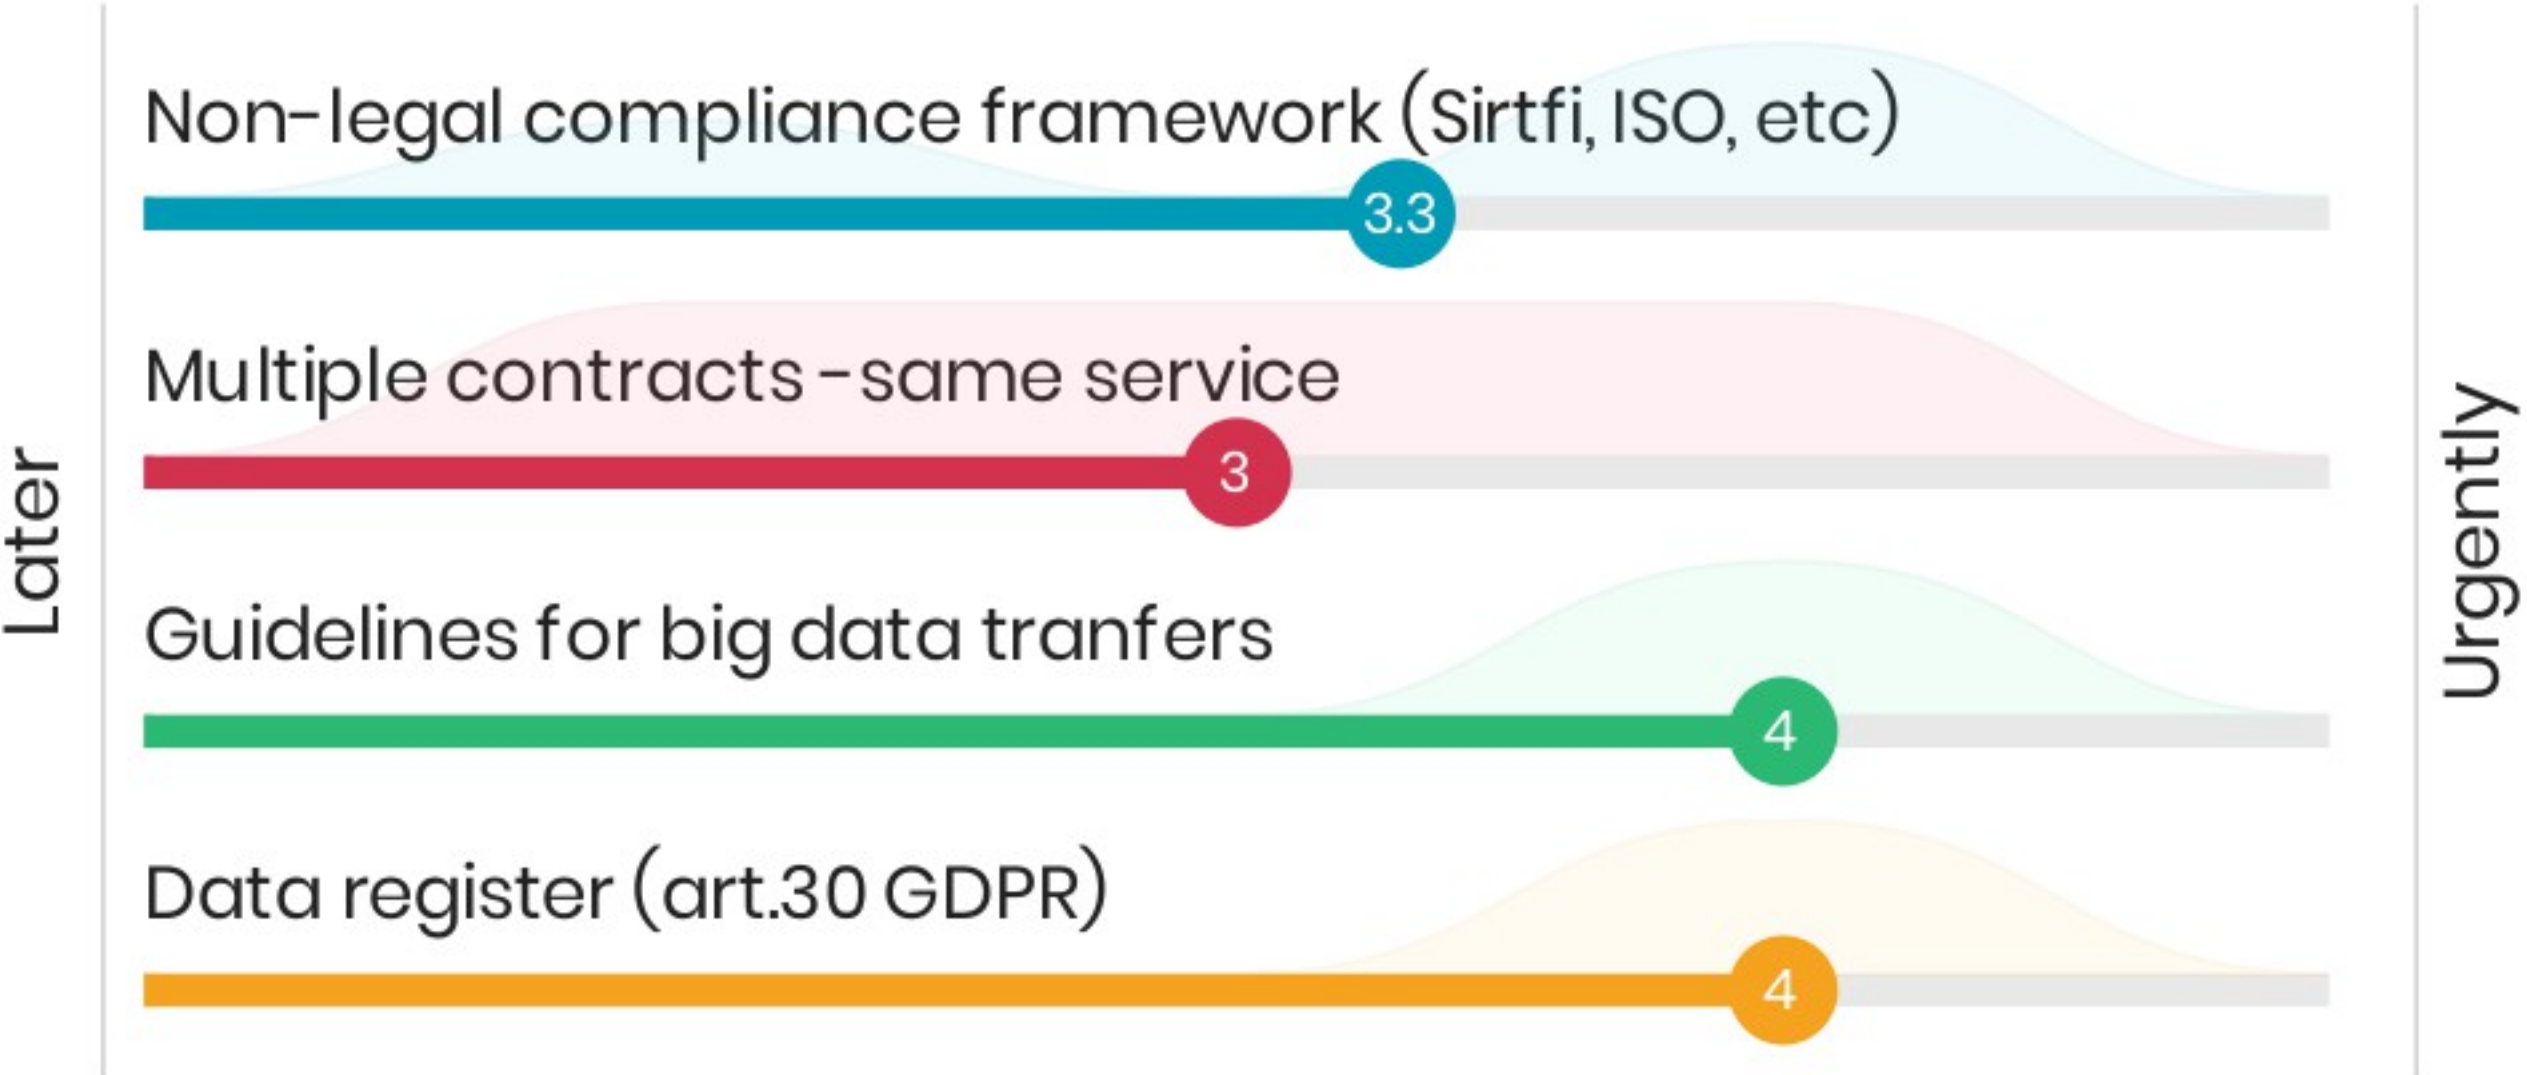 Non-legal compliance framework (Sirtfi, ISO, etc)
3.3
Multiple contracts - same service
3
Guidelines for big data tranfers
4
Data register (art.30 GDPR)
4
Later
Urgently